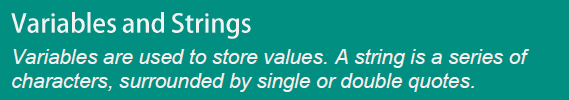 Variables and Strings
Variables are used to store values. A string is a series of
characters, surrounded by single or double quotes.